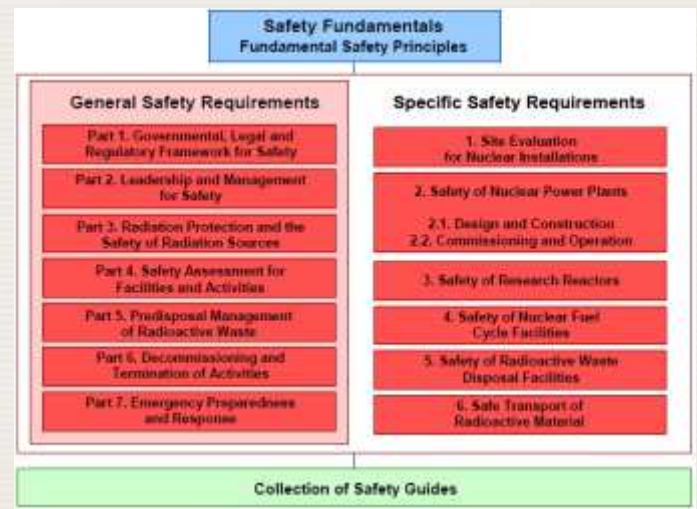 Safety Fundamentals
Fundamental Safety Principles
General Safety Requirements
Part 1. Governmental, Legal and
Regulatory Framework for Safety
Part 2. Leadership and Management
for Safety
Part 3. Radiation Protection and the
Safety of Radiation Sources
Part 4. Safety Assessment for
Facilities and Activities
Part 5. Predisposal Management
of Radioactive Waste
Part 6. Decommissioning and
Termination of Activities
Part 7. Emergency Preparedness
and Response
Specific Safety Requirements
1. Site Evaluation
for Nuclear Installations
2. Safety of Nuclear Power Plants
2.1. Design and Construction
2.2. Commissioning and Operation
3. Safety of Research Reactors
4. Safety of Nuclear Fuel
Cycle Facilities
5. Safety of Radioactive Waste
Disposal Facilities
6. Safe Transport of
Radioactive Material
Collection of Safety Guides